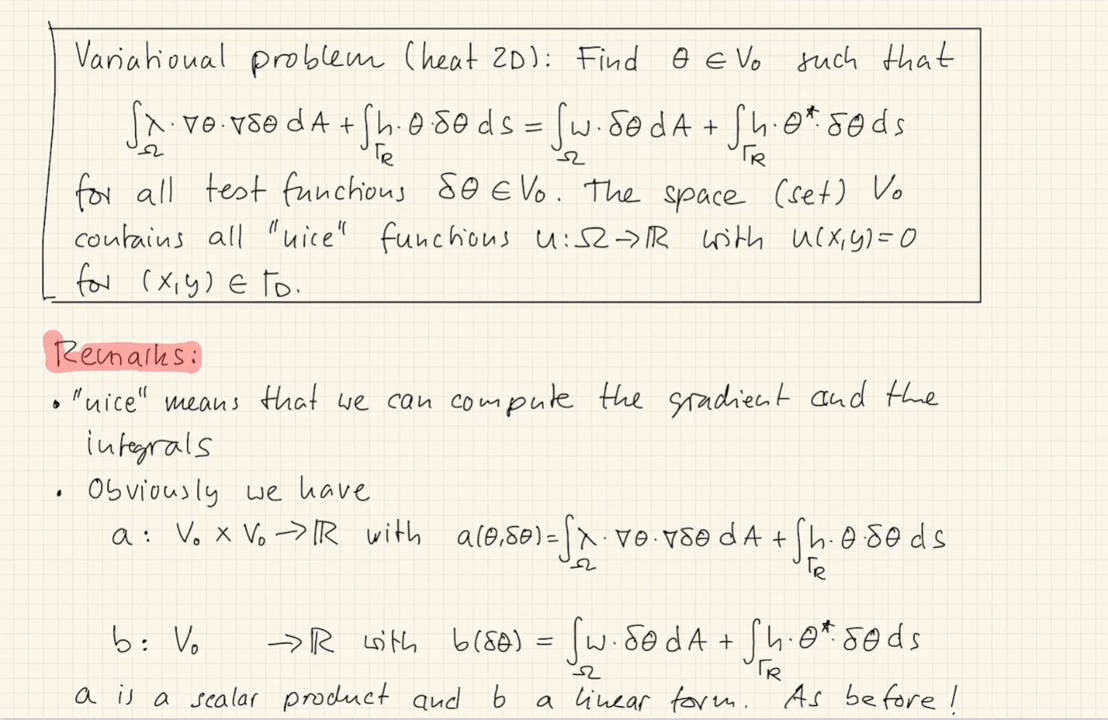 Variational problem (heat 2D): Find θ ∈ V₀ such that
∫_Ω λ · ∇θ · ∇δθ dA + ∫_Γ_R h · θ · δθ ds = ∫_Ω w · δθ dA + ∫_Γ_R h · θ* · δθ ds
for all test functions δθ ∈ V₀. The space (set) V₀
contains all "nice" functions u: Ω → ℝ with u(x,y) = 0
for (x,y) ∈ Γ_D.
Remarks:
• "nice" means that we can compute the gradient and the
integrals
• Obviously we have
a: V₀ × V₀ → ℝ with a(θ,δθ) = ∫_Ω λ · ∇θ · ∇δθ dA + ∫_Γ_R h · θ · δθ ds
b: V₀ → ℝ with b(δθ) = ∫_Ω w · δθ dA + ∫_Γ_R h · θ* · δθ ds
a is a scalar product and b a linear form. As before!